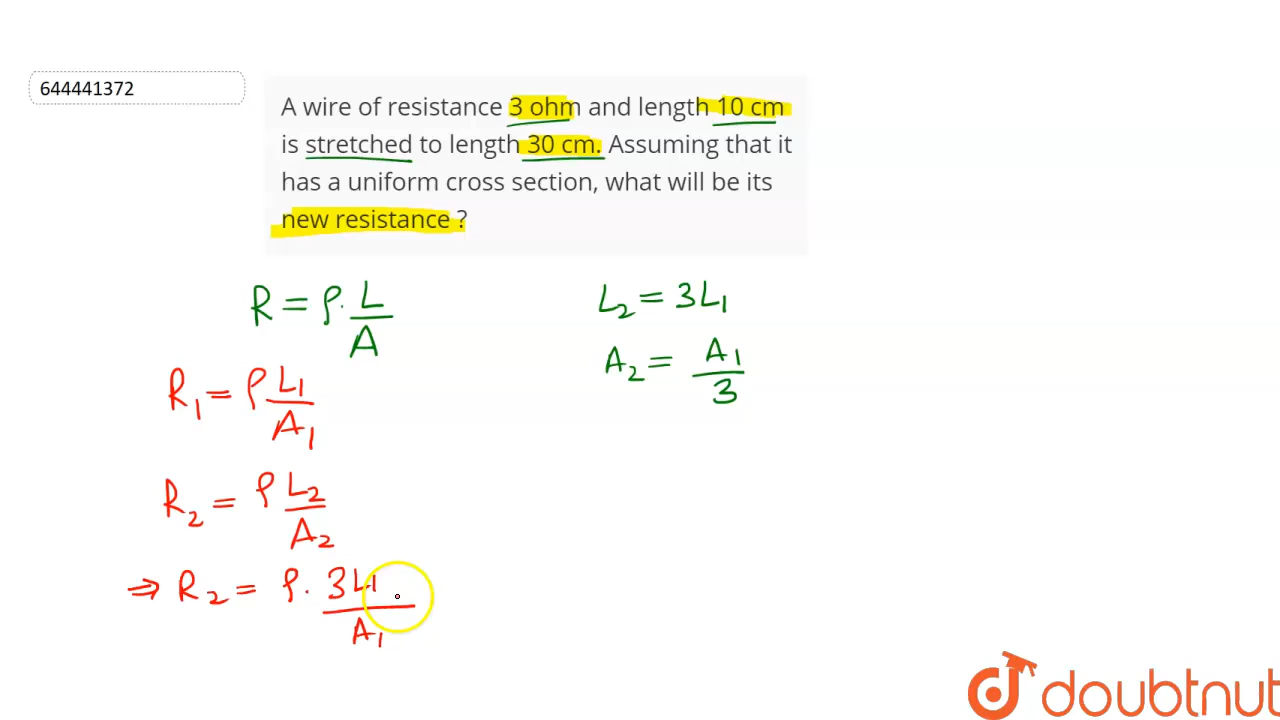 644441372
A wire of resistance 3 ohm and length 10 cm
is stretched to length 30 cm. Assuming that it
has a uniform cross section, what will be its
new resistance ?
R = ρ. L/A
L₂ = 3L₁
A₂ = A₁/3
R₁ = ρ L₁/A₁
R₂ = ρ L₂/A₂
⇒ R₂ = ρ. 3L₁/A₁
doubtnut